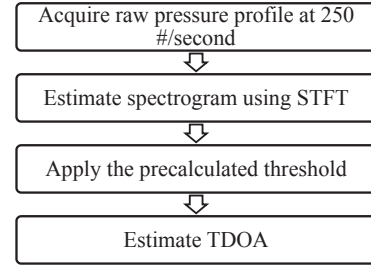 Acquire raw pressure profile at 250
#/second
Estimate spectrogram using STFT
Apply the precalculated threshold
Estimate TDOA